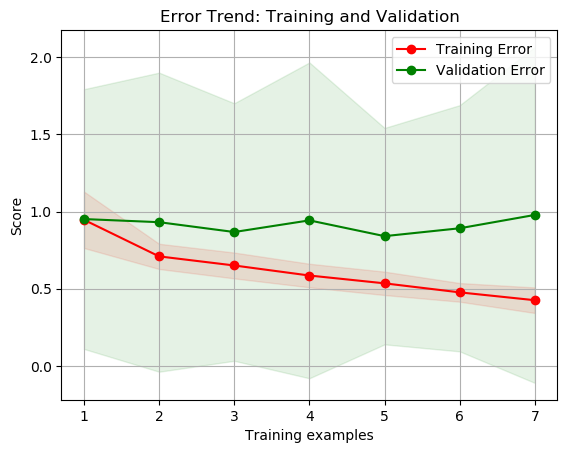 Error Trend: Training and Validation
Training Error
Validation Error
2.0
1.5
1.0
0.5
0.0
Score
1 2 3 4 5 6 7
Training examples